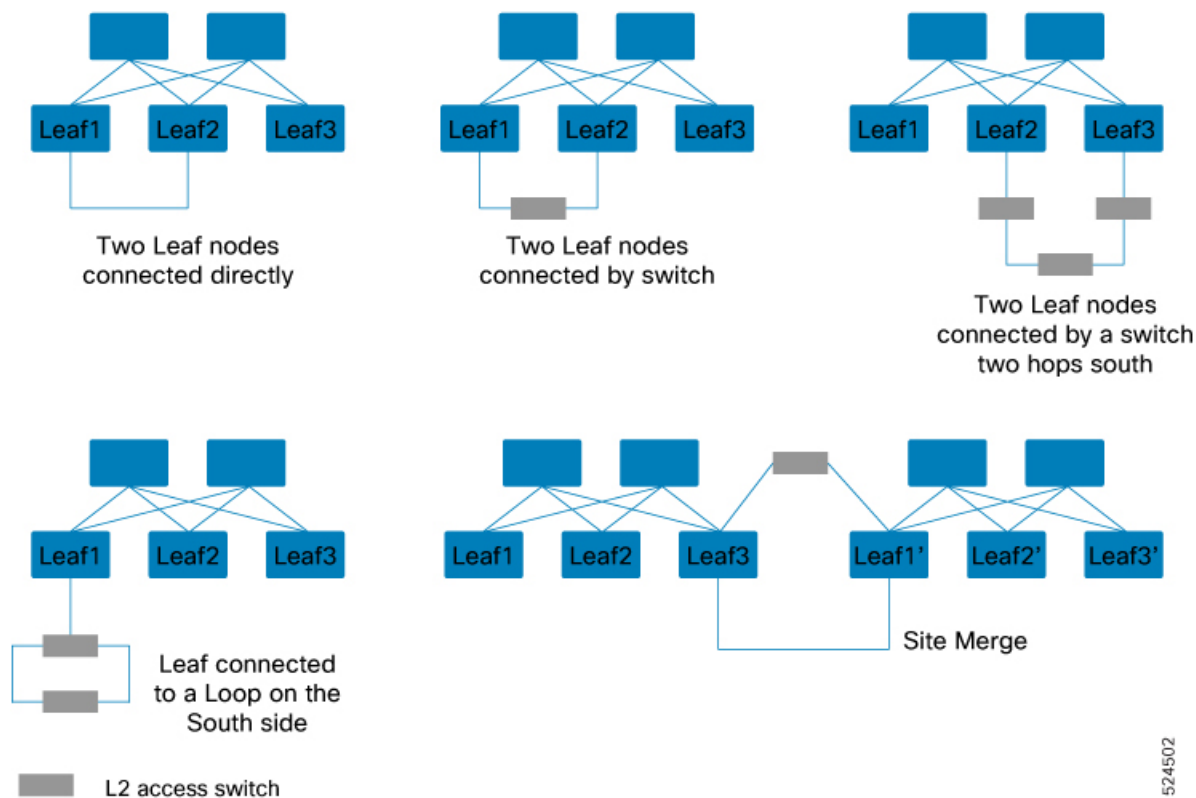 Leaf1 Leaf2 Leaf3
Two Leaf nodes
connected directly
Leaf1 Leaf2 Leaf3
Two Leaf nodes
connected by switch
Leaf1 Leaf2 Leaf3
Two Leaf nodes
connected by a switch
two hops south
Leaf1 Leaf2 Leaf3
Leaf connected
to a Loop on the
South side
Leaf1 Leaf2 Leaf3 Leaf1' Leaf2' Leaf3'
Site Merge
L2 access switch
524502